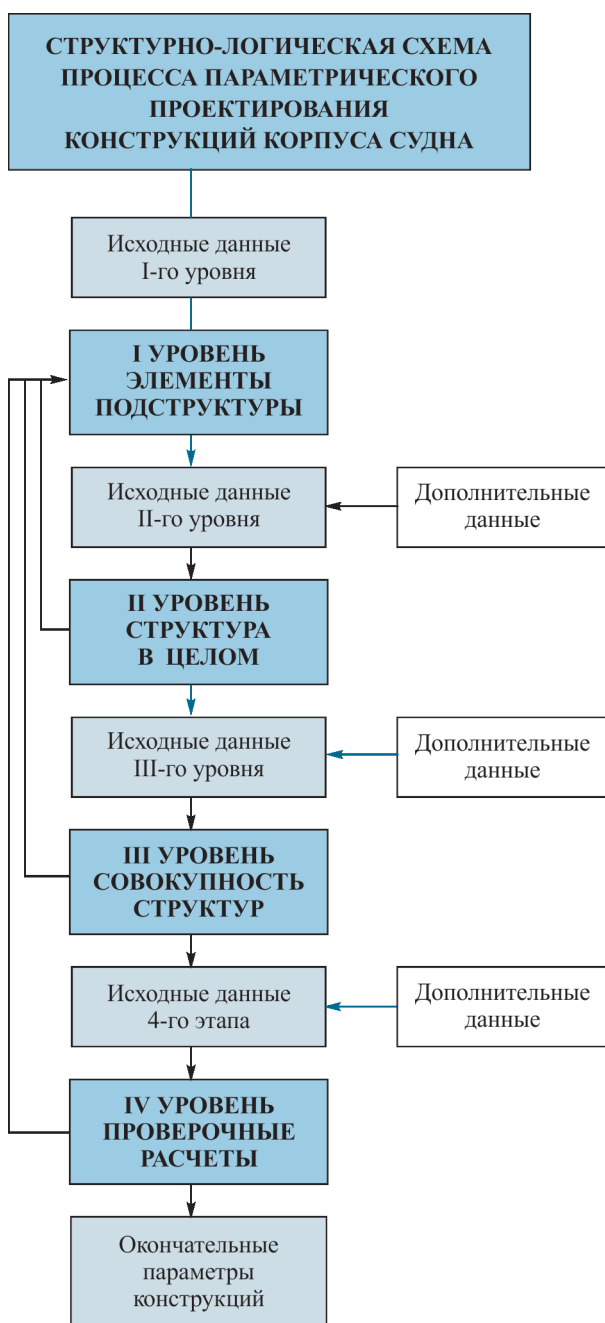 СТРУКТУРНО-ЛОГИЧЕСКАЯ СХЕМА
ПРОЦЕССА ПАРАМЕТРИЧЕСКОГО
ПРОЕКТИРОВАНИЯ
КОНСТРУКЦИЙ КОРПУСА СУДНА
Исходные данные
I-го уровня
I УРОВЕНЬ
ЭЛЕМЕНТЫ
ПОДСТРУКТУРЫ
Исходные данные
II-го уровня
Дополнительные
данные
II УРОВЕНЬ
СТРУКТУРА
В ЦЕЛОМ
Исходные данные
III-го уровня
Дополнительные
данные
III УРОВЕНЬ
СОВОКУПНОСТЬ
СТРУКТУР
Исходные данные
4-го этапа
Дополнительные
данные
IV УРОВЕНЬ
ПРОВЕРОЧНЫЕ
РАСЧЕТЫ
Окончательные
параметры
конструкций